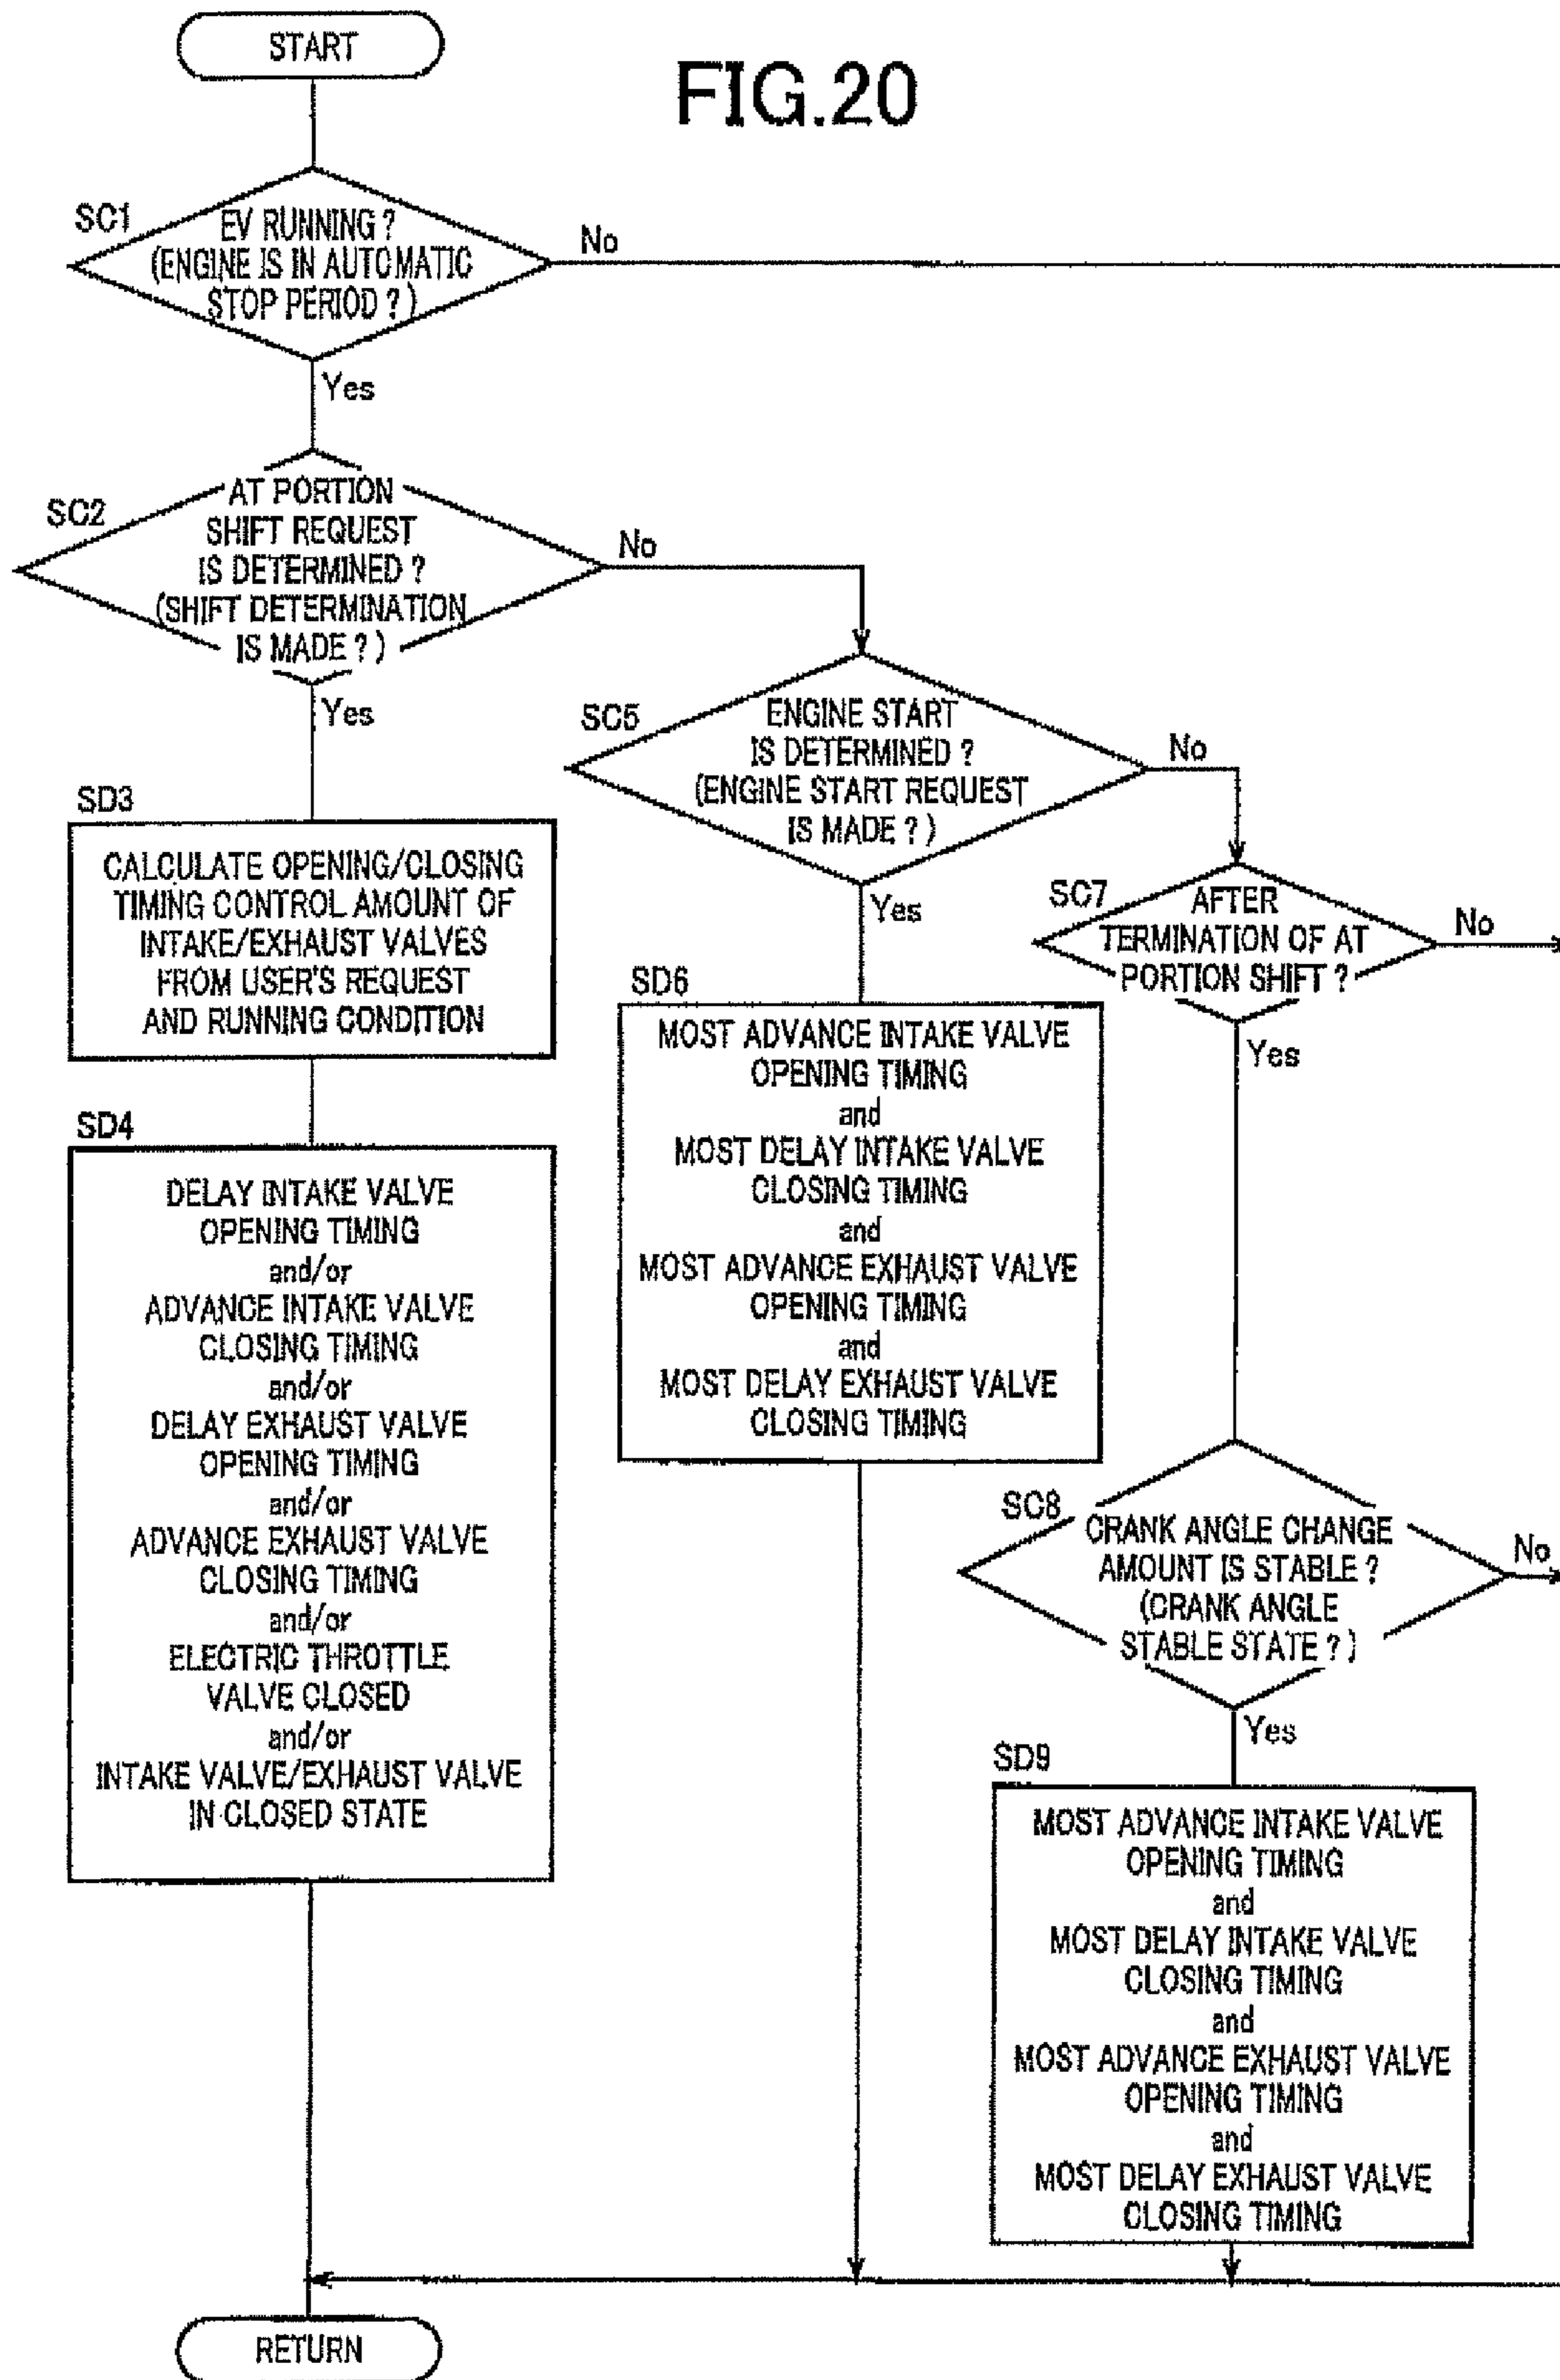 START
FIG.20
SC1
EV RUNNING ?
(ENGINE IS IN AUTOMATIC
STOP PERIOD ? )
No
Yes
SC2
AT PORTION
SHIFT REQUEST
IS DETERMINED ?
(SHIFT DETERMINATION
IS MADE ? )
No
Yes
SC5
ENGINE START
IS DETERMINED ?
(ENGINE START REQUEST
IS MADE ? )
No
Yes
SC7
AFTER
TERMINATION OF AT
PORTION SHIFT ?
No
Yes
SD3
CALCULATE OPENING/CLOSING
TIMING CONTROL AMOUNT OF
INTAKE/EXHAUST VALVES
FROM USER'S REQUEST
AND RUNNING CONDITION
SD4
DELAY INTAKE VALVE
OPENING TIMING
and/or
ADVANCE INTAKE VALVE
CLOSING TIMING
and/or
DELAY EXHAUST VALVE
OPENING TIMING
and/or
ADVANCE EXHAUST VALVE
CLOSING TIMING
and/or
ELECTRIC THROTTLE
VALVE CLOSED
and/or
INTAKE VALVE/EXHAUST VALVE
IN CLOSED STATE
SD6
MOST ADVANCE INTAKE VALVE
OPENING TIMING
and
MOST DELAY INTAKE VALVE
CLOSING TIMING
and
MOST ADVANCE EXHAUST VALVE
OPENING TIMING
and
MOST DELAY EXHAUST VALVE
CLOSING TIMING
SC8
CRANK ANGLE CHANGE
AMOUNT IS STABLE ?
(CRANK ANGLE
STABLE STATE ? )
No
Yes
SD9
MOST ADVANCE INTAKE VALVE
OPENING TIMING
and
MOST DELAY INTAKE VALVE
CLOSING TIMING
and
MOST ADVANCE EXHAUST VALVE
OPENING TIMING
and
MOST DELAY EXHAUST VALVE
CLOSING TIMING
RETURN